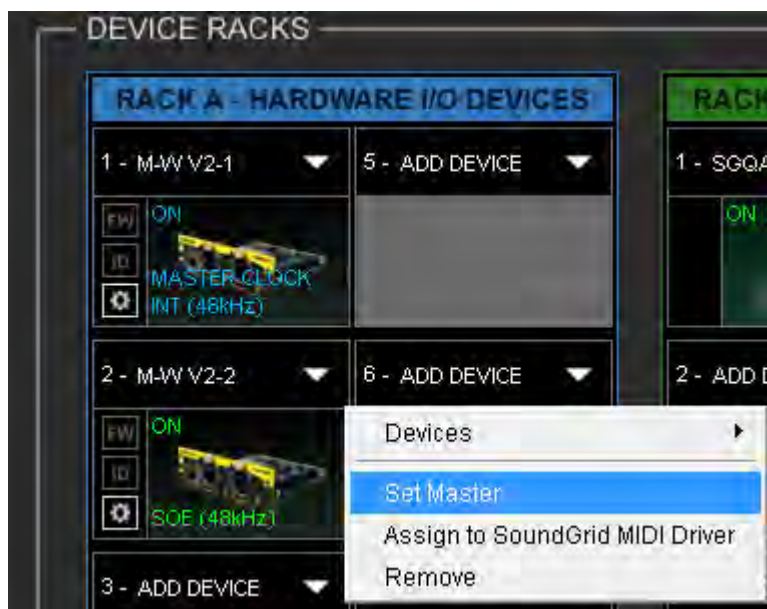 DEVICE RACKS
RACK A - HARDWARE I/O DEVICES
1 - M-W V2-1
5 - ADD DEVICE
FW
ID
ON
MASTER CLOCK
INT (48kHz)
2 - M-W V2-2
6 - ADD DEVICE
FW
ID
ON
SOE (48kHz)
3 - ADD DEVICE
Devices
Set Master
Assign to SoundGrid MIDI Driver
Remove
RACK
1 - SGQA
ON
2 - ADD